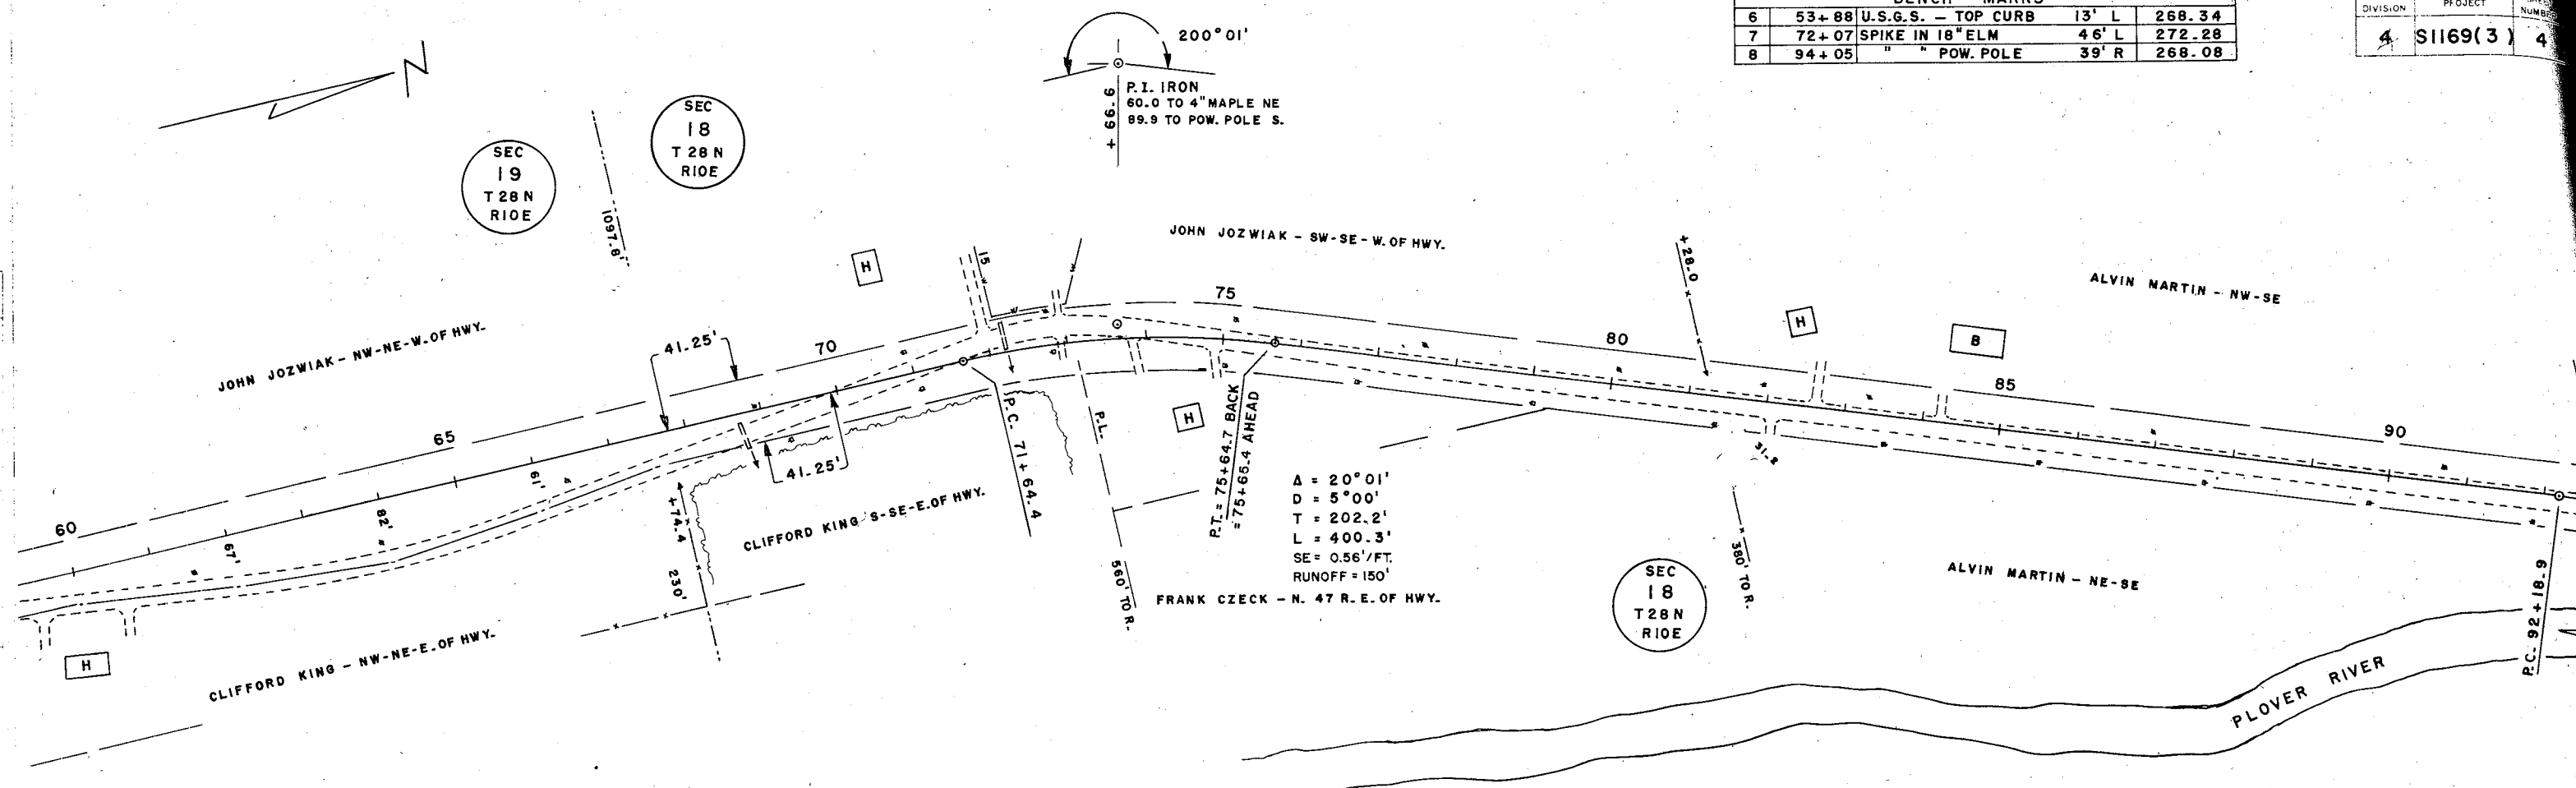 BENCH MARKS
6 53+88 U.S.G.S. — TOP CURB 13' L 268.34
7 72+07 SPIKE IN 18" ELM 46' L 272.28
8 94+05 " " POW. POLE 39' R 268.08
DIVISION PROJECT
4 S1169(3) 4
N
200°01'
+66.6
P.I. IRON
60.0 TO 4" MAPLE NE
89.9 TO POW. POLE S.
SEC
19
T 28 N
R10E
SEC
18
T 28 N
R10E
1097.8'
JOHN JOZWIAK - NW-NE-W. OF HWY.
JOHN JOZWIAK - SW-SE-W. OF HWY.
ALVIN MARTIN - NW-SE
H
15
+28.0
H
B
41.25'
41.25'
60
65
70
75
80
85
90
67'
82'
61'
+74.4
230'
P.C. 71+64.4
P.L.
560' TO R.
H
P.T. = 75+64.7 BACK
= 75+65.4 AHEAD
Δ = 20°01'
D = 5°00'
T = 202.2'
L = 400.3'
SE = 0.56'/FT.
RUNOFF = 150'
31.2
380' TO R.
CLIFFORD KING S-SE-E. OF HWY.
FRANK CZECK - N. 47 R. E. OF HWY.
SEC
18
T28N
R10E
ALVIN MARTIN - NE-SE
H
CLIFFORD KING - NW-NE-E. OF HWY.
PLOVER RIVER
P.C. 92+18.9